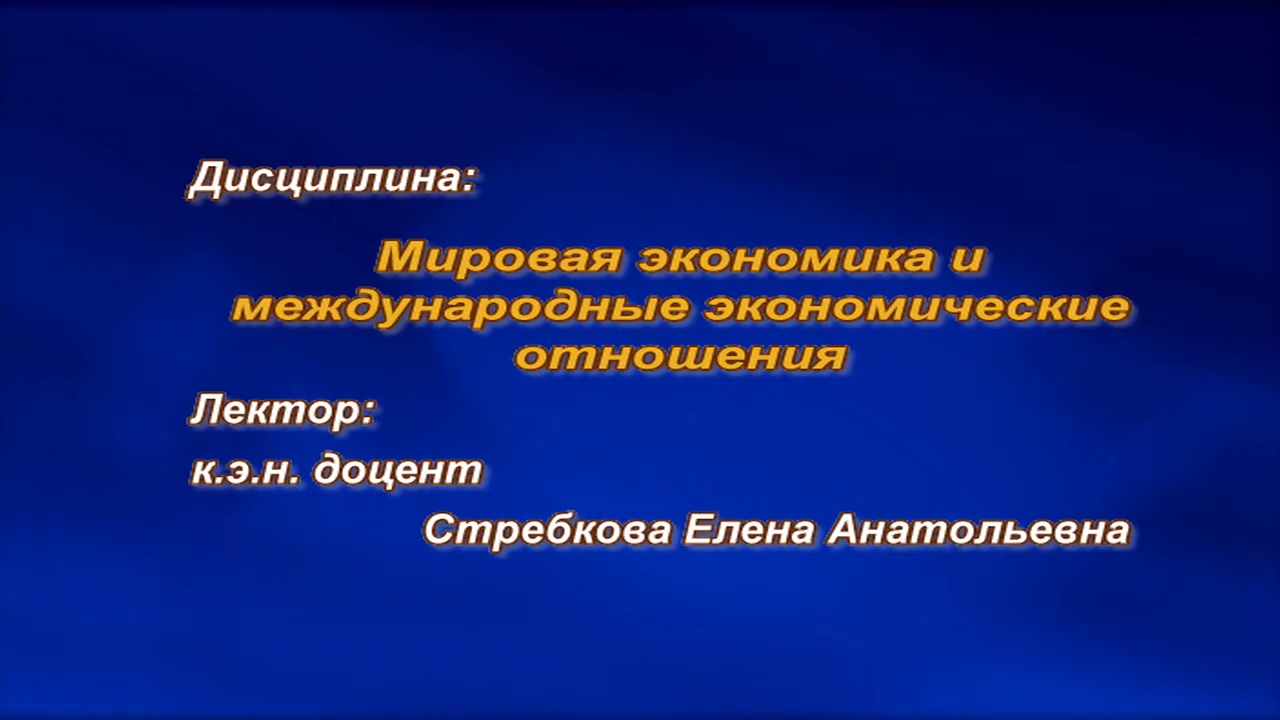 Дисциплина:
Мировая экономика и
международные экономические
отношения
Лектор:
к.э.н. доцент
Стребкова Елена Анатольевна